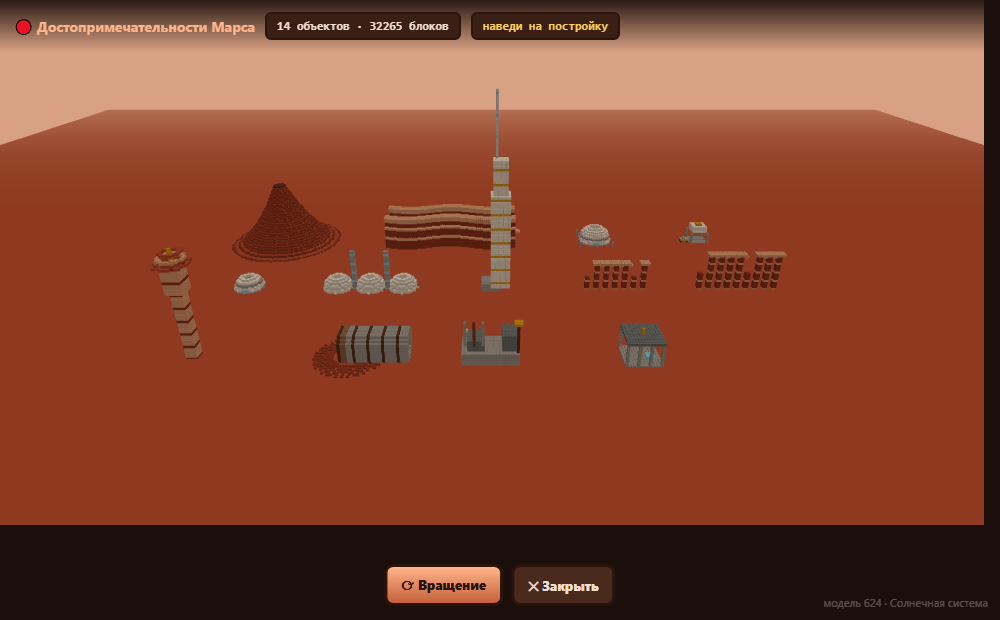 Достопримечательности Марса
14 объектов · 32265 блоков
наведи на постройку
⟳ Вращение
✕ Закрыть
модель 624 · Солнечная система